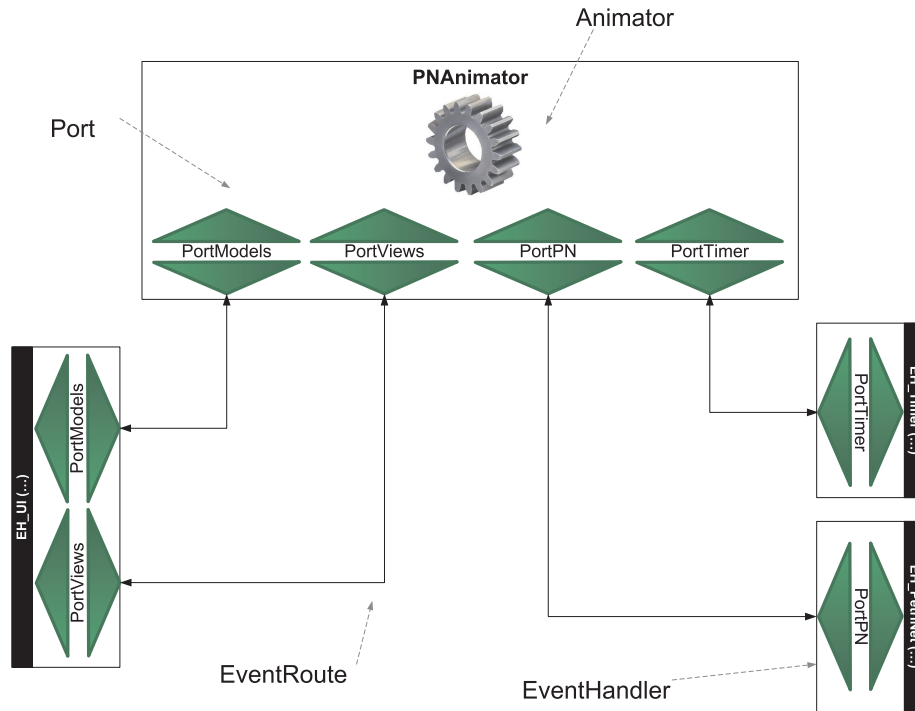 Animator
PNAnimator
Port
PortModels
PortViews
PortPN
PortTimer
EH_UI (...)
PortModels
PortViews
PortTimer
PortPN
EventRoute
EventHandler